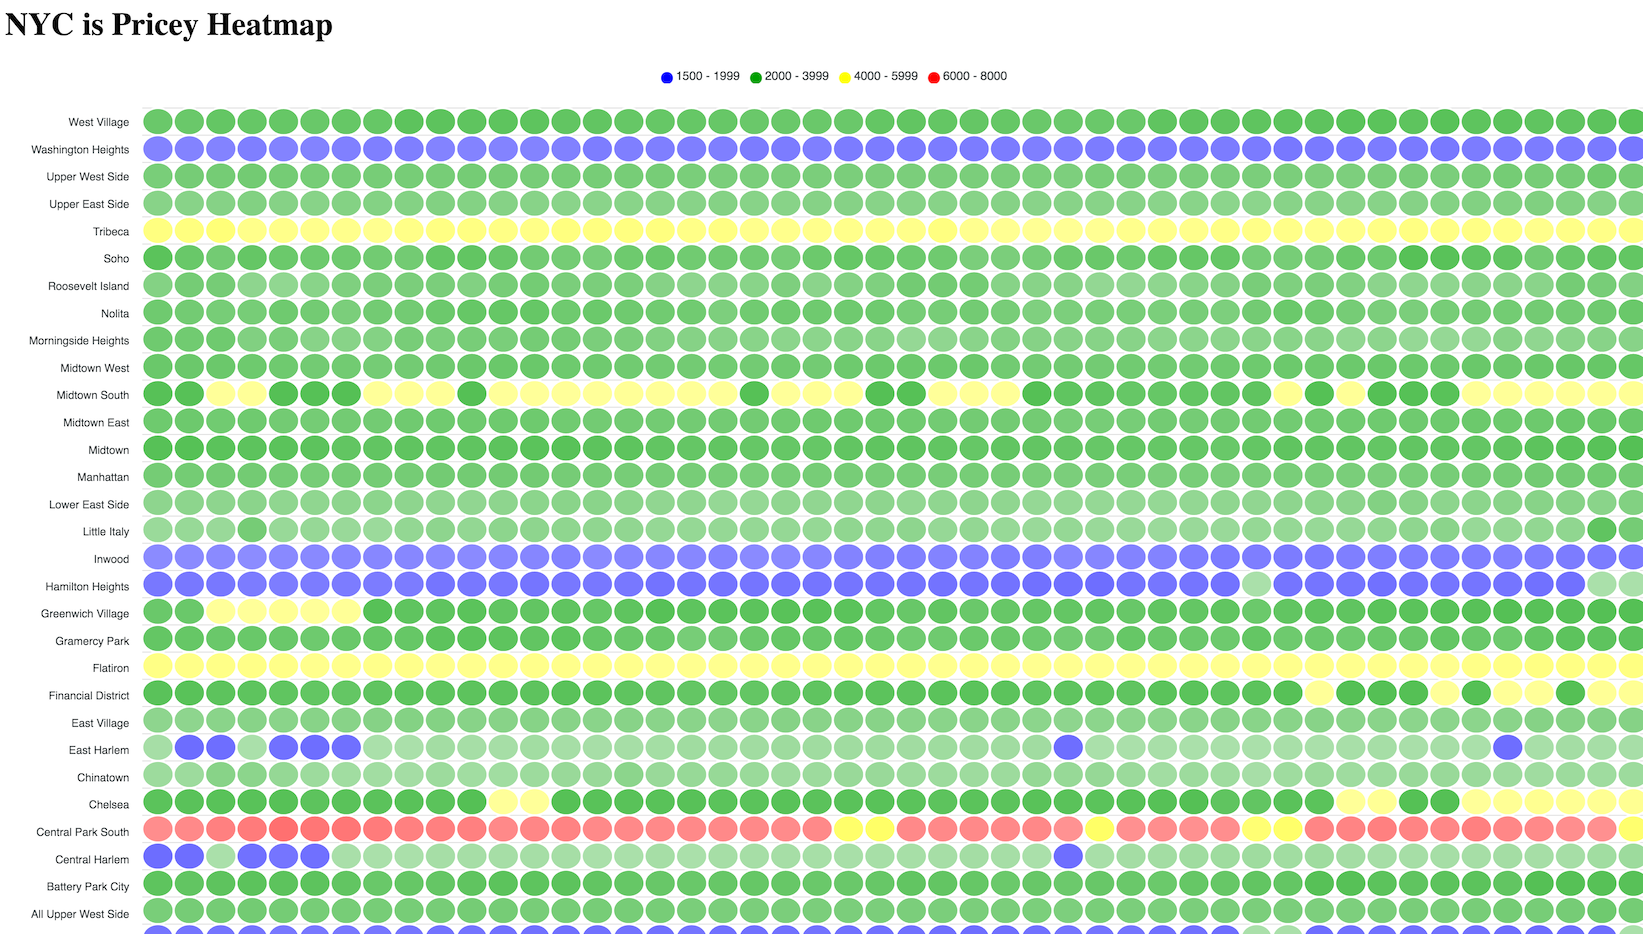 NYC is Pricey Heatmap
1500 - 1999 2000 - 3999 4000 - 5999 6000 - 8000
West Village
Washington Heights
Upper West Side
Upper East Side
Tribeca
Soho
Roosevelt Island
Nolita
Morningside Heights
Midtown West
Midtown South
Midtown East
Midtown
Manhattan
Lower East Side
Little Italy
Inwood
Hamilton Heights
Greenwich Village
Gramercy Park
Flatiron
Financial District
East Village
East Harlem
Chinatown
Chelsea
Central Park South
Central Harlem
Battery Park City
All Upper West Side